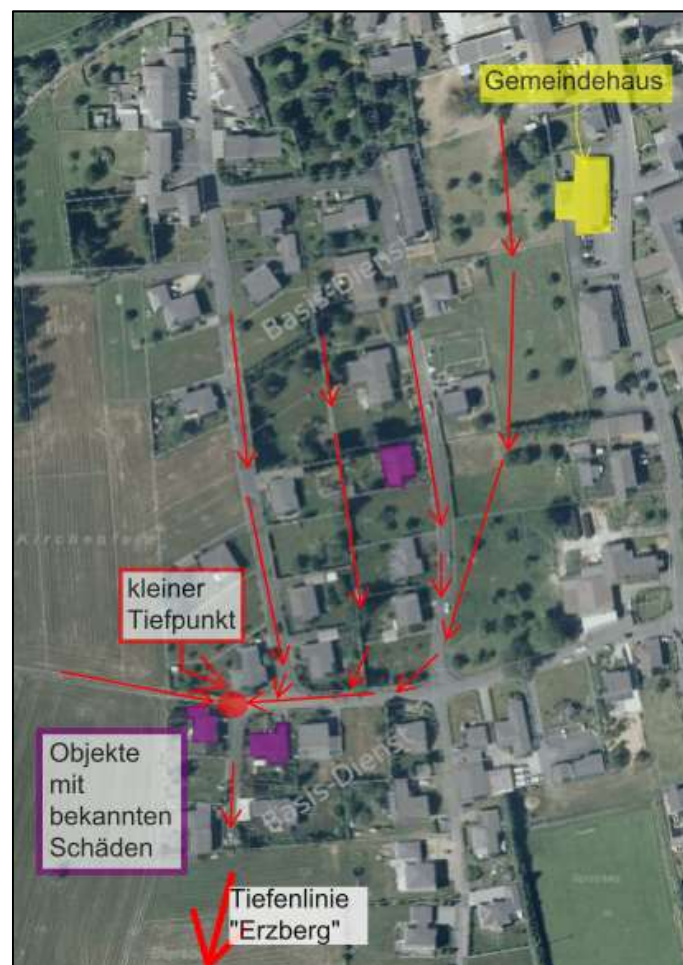 Gemeindehaus
Basis-Dienst
kleiner
Tiefpunkt
Objekte
mit
bekannten
Schäden
Basis-Dienst
Tiefenlinie
"Erzberg"